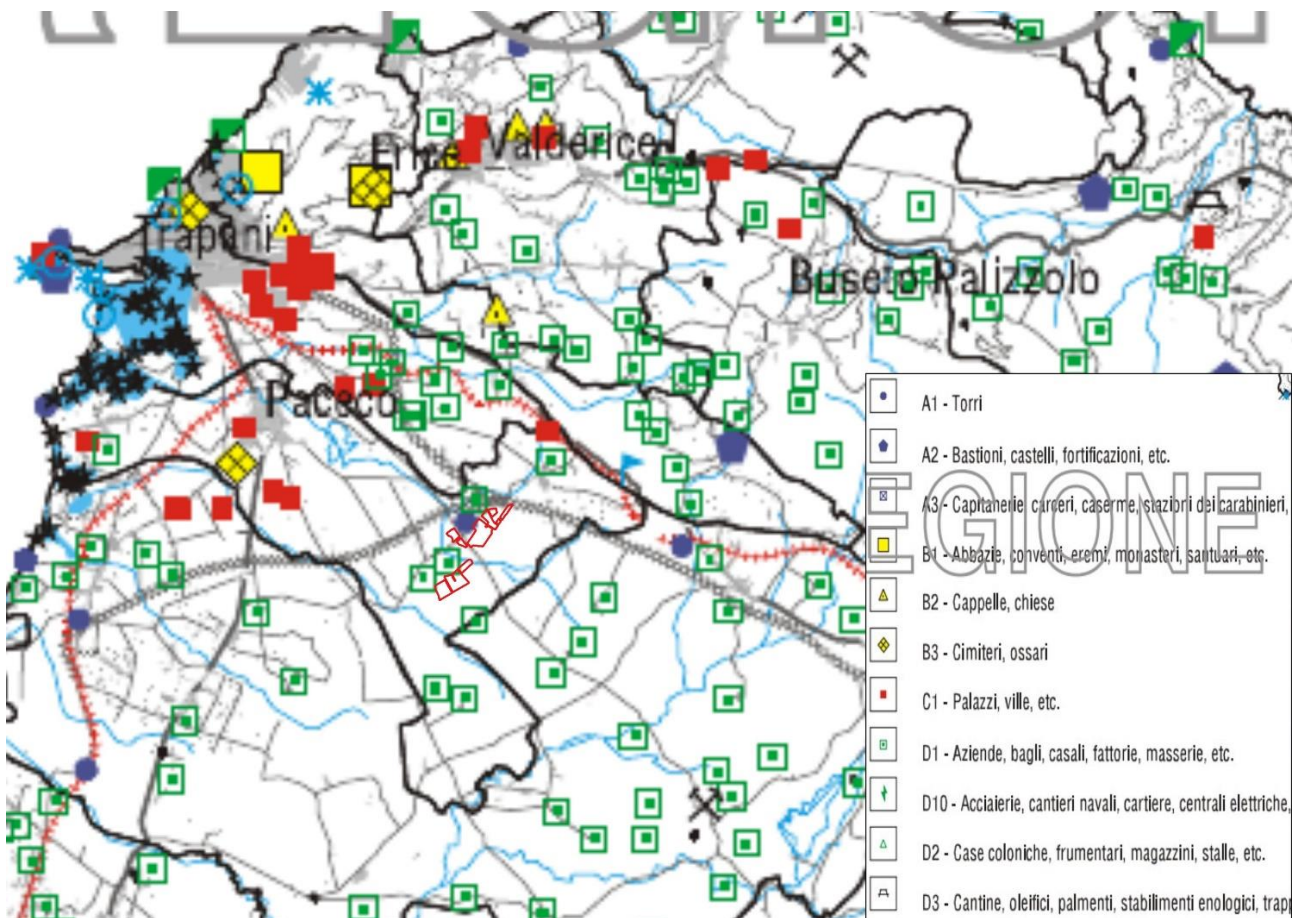 Erice
Valderice
Trapani
Buseto Palizzolo
Paceco
REGIONE
A1 - Torri
A2 - Bastioni, castelli, fortificazioni, etc.
A3 - Capitanerie, carceri, caserme, stazioni dei carabinieri,
B1 - Abbazie, conventi, eremi, monasteri, santuari, etc.
B2 - Cappelle, chiese
B3 - Cimiteri, ossari
C1 - Palazzi, ville, etc.
D1 - Aziende, bagli, casali, fattorie, masserie, etc.
D10 - Acciaierie, cantieri navali, cartiere, centrali elettriche,
D2 - Case coloniche, frumentari, magazzini, stalle, etc.
D3 - Cantine, oleifici, palmenti, stabilimenti enologici, trapp